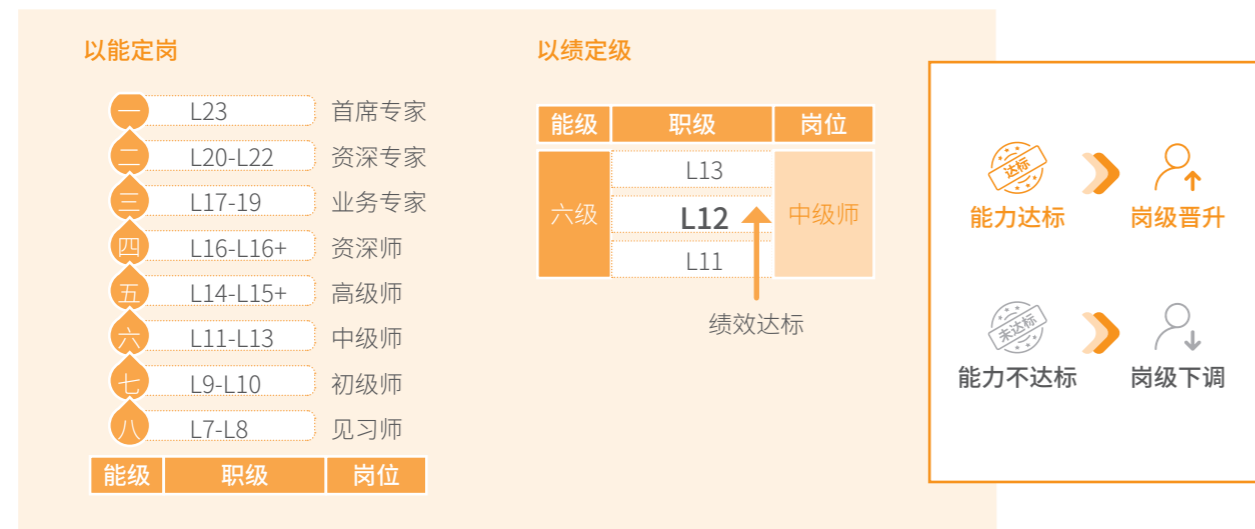 以能定岗
一 L23 首席专家
二 L20-L22 资深专家
三 L17-19 业务专家
四 L16-L16+ 资深师
五 L14-L15+ 高级师
六 L11-L13 中级师
七 L9-L10 初级师
八 L7-L8 见习师
能级 职级 岗位
以绩定级
能级 职级 岗位
L13
六级 L12 中级师
L11
绩效达标
达标
能力达标 岗级晋升
未达标
能力不达标 岗级下调